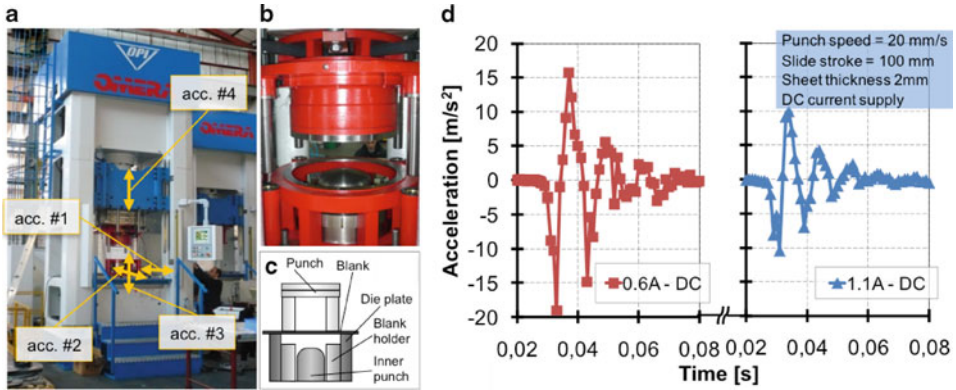 a
DPI
OMERA
OMERA
acc. #4
acc. #1
acc. #2
acc. #3
b
c
Punch
Blank
Die plate
Blank
holder
Inner
punch
d
Punch speed = 20 mm/s
Slide stroke = 100 mm
Sheet thickness 2mm
DC current supply
Acceleration [m/s²]
20
15
10
5
0
-5
-10
-15
-20
0.6A - DC
1.1A - DC
0,02 0,04 0,06 0,08 0,02 0,04 0,06 0,08
Time [s]